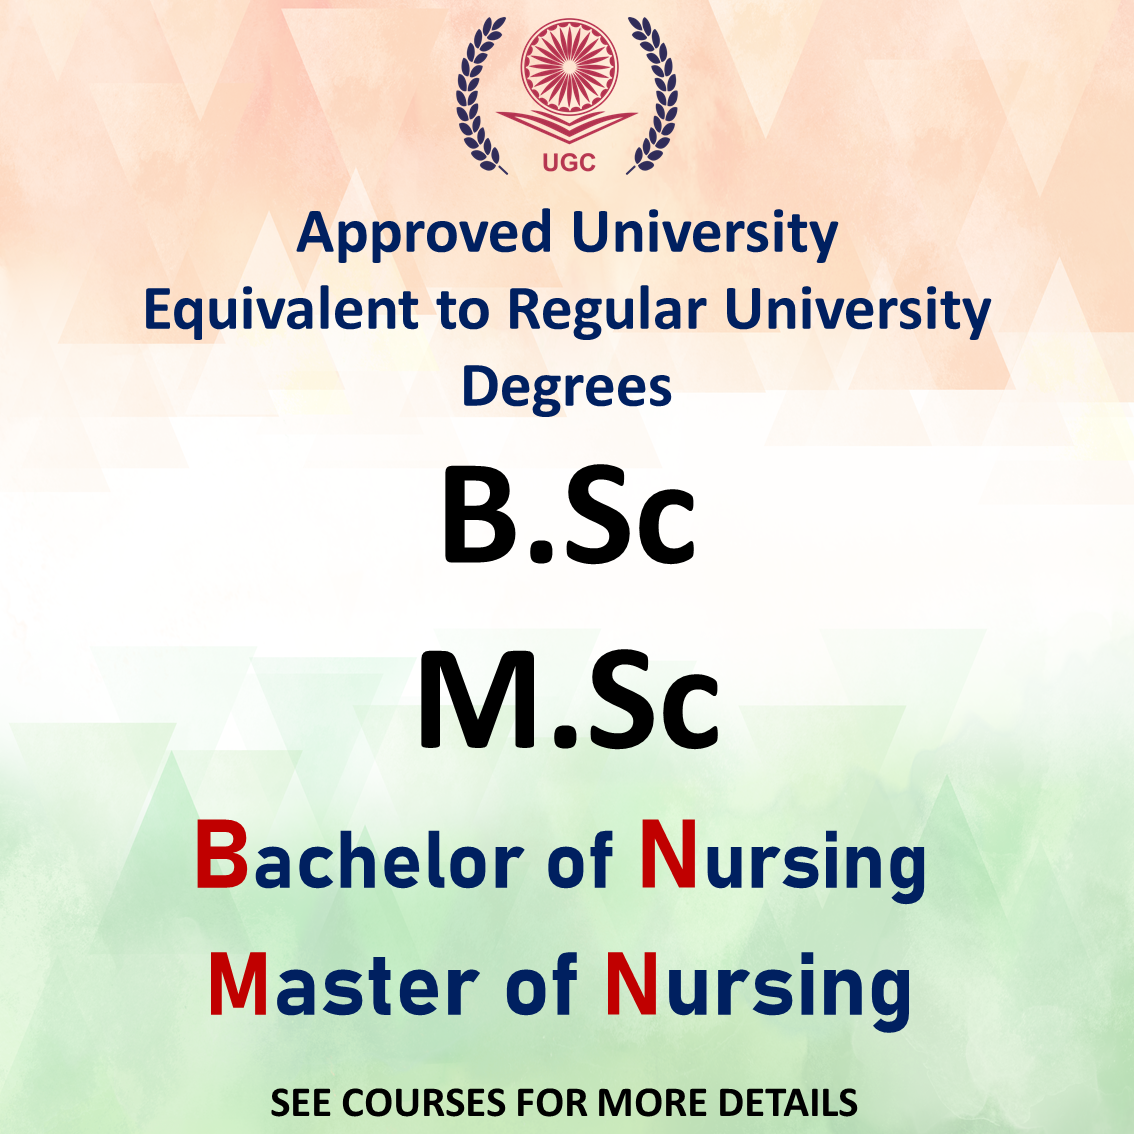 UGC
Approved University
Equivalent to Regular University
Degrees
B.Sc
M.Sc
Bachelor of Nursing
Master of Nursing
SEE COURSES FOR MORE DETAILS